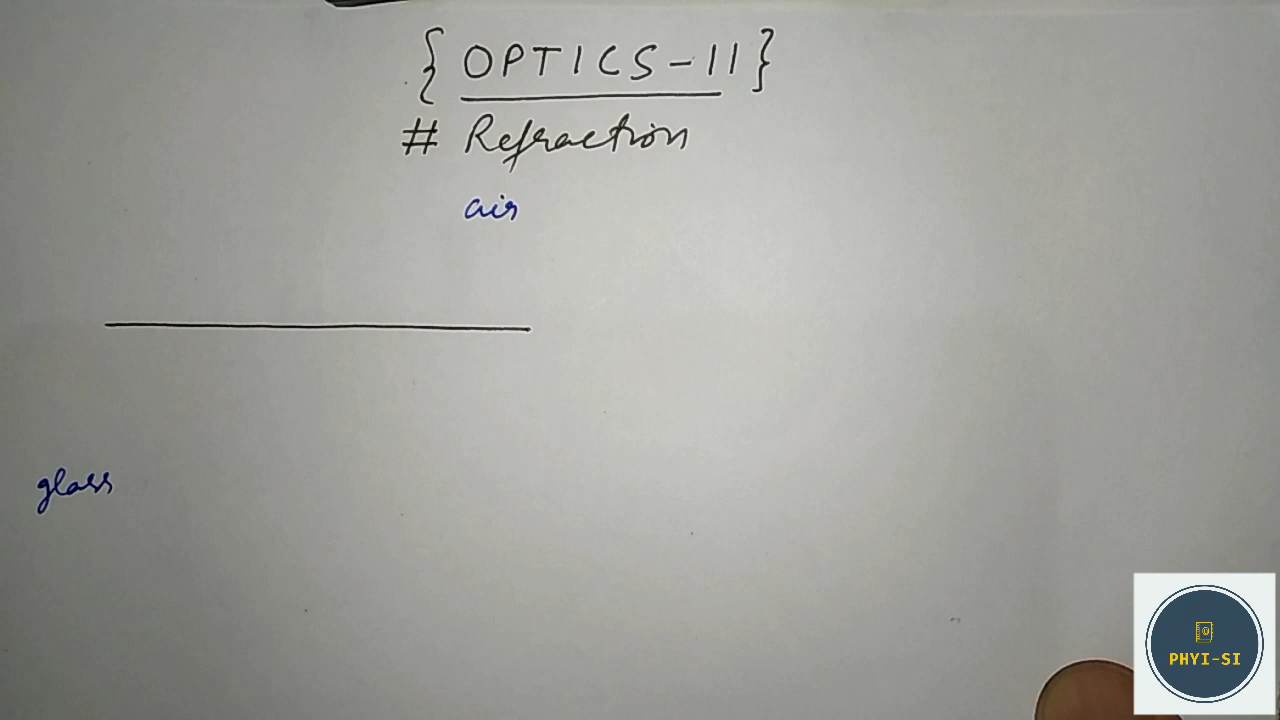 { OPTICS-II }
# Refraction
air
glass
PHYI-SI